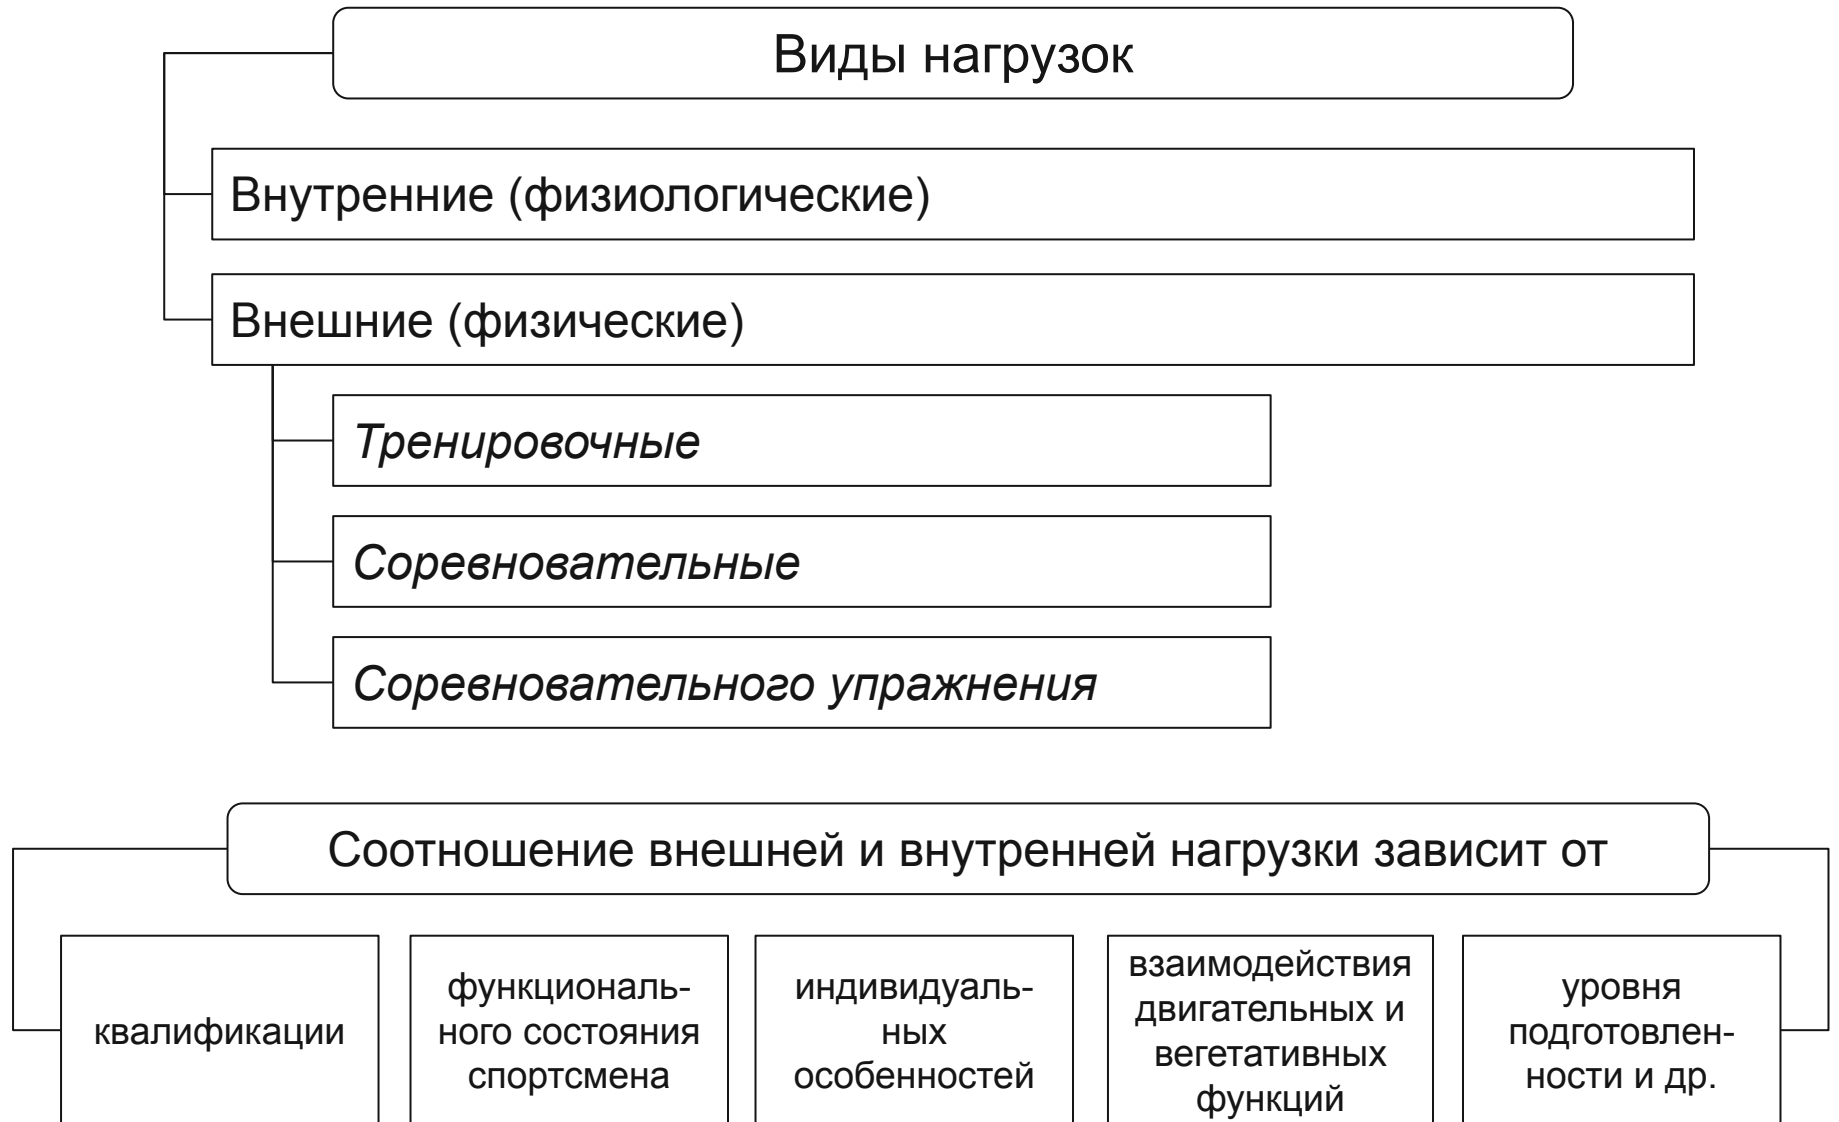 Виды нагрузок
Внутренние (физиологические)
Внешние (физические)
Тренировочные
Соревновательные
Соревновательного упражнения
Соотношение внешней и внутренней нагрузки зависит от
квалификации
функциональ-
ного состояния
спортсмена
индивидуаль-
ных
особенностей
взаимодействия
двигательных и
вегетативных
функций
уровня
подготовлен-
ности и др.